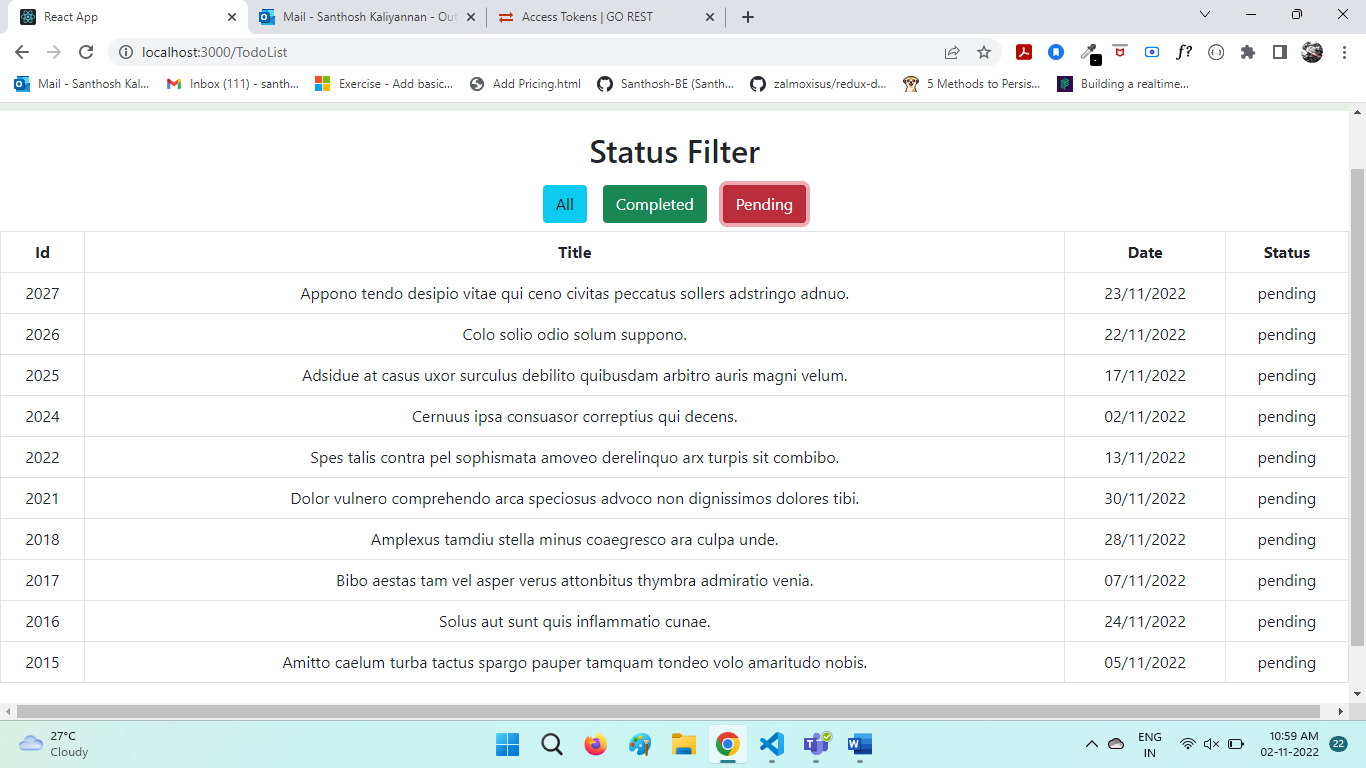 React App
Mail - Santhosh Kaliyannan - Out
Access Tokens | GO REST
localhost:3000/TodoList
f?
Mail - Santhosh Kal...
Inbox (111) - santh...
Exercise - Add basic...
Add Pricing.html
Santhosh-BE (Santh...
zalmoxisus/redux-d...
5 Methods to Persis...
Building a realtime...
Status Filter
All Completed Pending
Id Title Date Status
2027 Appono tendo desipio vitae qui ceno civitas peccatus sollers adstringo adnuo. 23/11/2022 pending
2026 Colo solio odio solum suppono. 22/11/2022 pending
2025 Adsidue at casus uxor surculus debilito quibusdam arbitro auris magni velum. 17/11/2022 pending
2024 Cernuus ipsa consuasor correptius qui decens. 02/11/2022 pending
2022 Spes talis contra pel sophismata amoveo derelinquo arx turpis sit combibo. 13/11/2022 pending
2021 Dolor vulnero comprehendo arca speciosus advoco non dignissimos dolores tibi. 30/11/2022 pending
2018 Amplexus tamdiu stella minus coaegresco ara culpa unde. 28/11/2022 pending
2017 Bibo aestas tam vel asper verus attonbitus thymbra admiratio venia. 07/11/2022 pending
2016 Solus aut sunt quis inflammatio cunae. 24/11/2022 pending
2015 Amitto caelum turba tactus spargo pauper tamquam tondeo volo amaritudo nobis. 05/11/2022 pending
27°C
Cloudy
ENG
IN
10:59 AM
02-11-2022
22